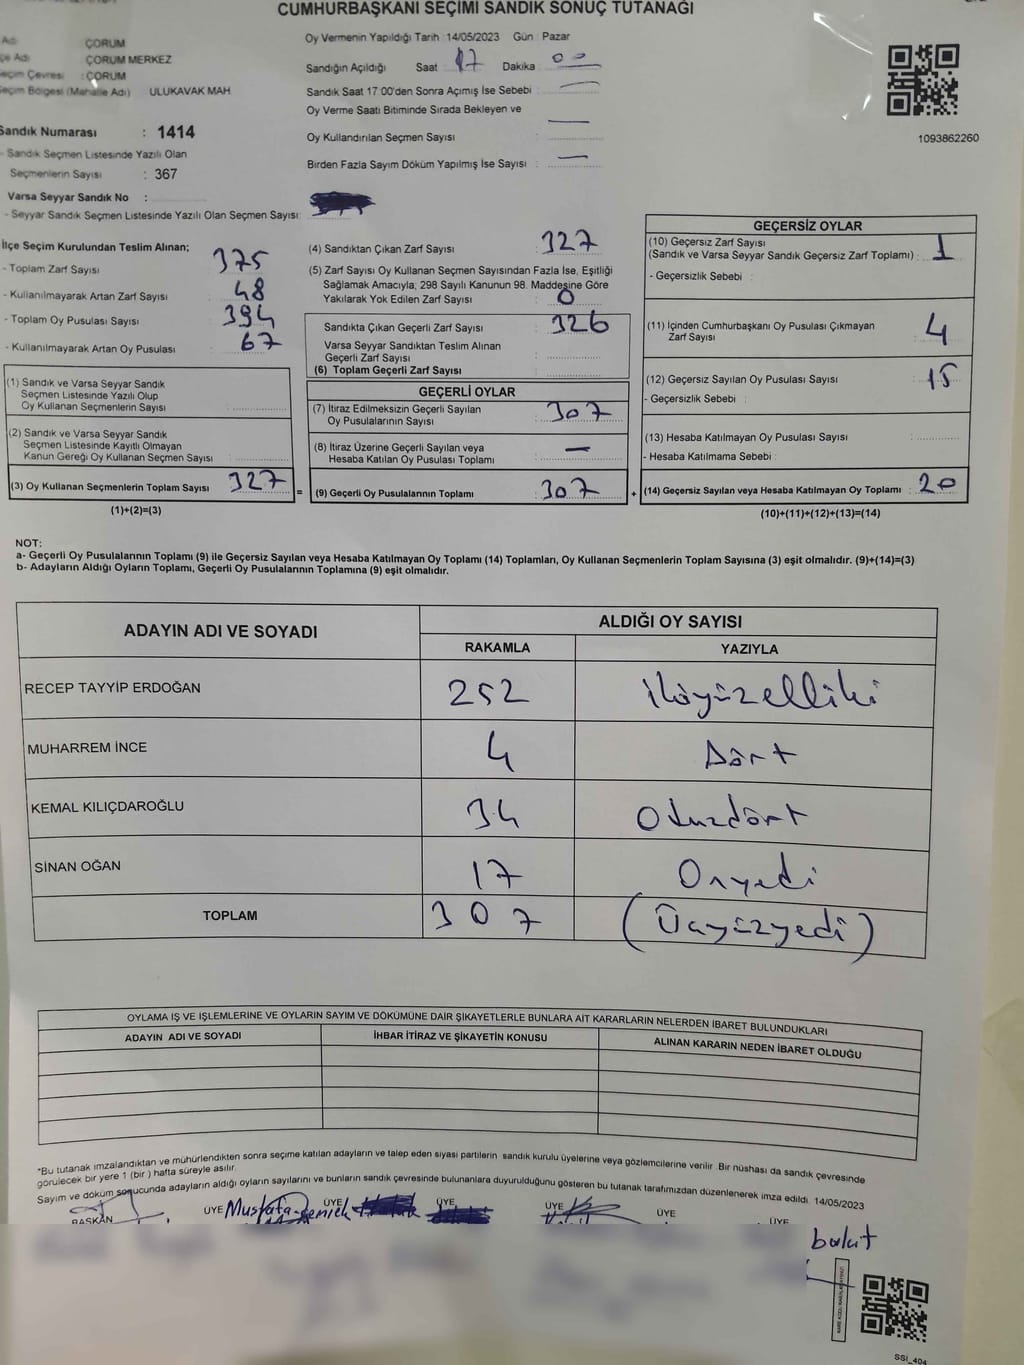 CUMHURBAŞKANI SEÇİMİ SANDIK SONUÇ TUTANAĞI
ÇORUM
ÇORUM MERKEZ
Seçim Çevresi : ÇORUM
Seçim Bölgesi (Mahalle Adı) ULUKAVAK MAH
Sandık Numarası : 1414
- Sandık Seçmen Listesinde Yazılı Olan
Seçmenlerin Sayısı : 367
Varsa Seyyar Sandık No :
- Seyyar Sandık Seçmen Listesinde Yazılı Olan Seçmen Sayısı:
Oy Vermenin Yapıldığı Tarih : 14/05/2023 Gün Pazar
Sandığın Açıldığı Saat 17 Dakika 00
Sandık Saat 17:00'den Sonra Açımış İse Sebebi :
Oy Verme Saati Bitiminde Sırada Bekleyen ve
Oy Kullandırılan Seçmen Sayısı :
Birden Fazla Sayım Döküm Yapılmış İse Sayısı :
1093862260
İlçe Seçim Kurulundan Teslim Alınan;
- Toplam Zarf Sayısı : 375
- Kullanılmayarak Artan Zarf Sayısı : 48
- Toplam Oy Pusulası Sayısı : 394
- Kullanılmayarak Artan Oy Pusulası : 67
(1) Sandık ve Varsa Seyyar Sandık
Seçmen Listesinde Yazılı Olup
Oy Kullanan Seçmenlerin Sayısı :
(2) Sandık ve Varsa Seyyar Sandık
Seçmen Listesinde Kayıtlı Olmayan
Kanun Gereği Oy Kullanan Seçmen Sayısı :
(3) Oy Kullanan Seçmenlerin Toplam Sayısı : 327
(1)+(2)=(3)
(4) Sandıktan Çıkan Zarf Sayısı : 327
(5) Zarf Sayısı Oy Kullanan Seçmen Sayısından Fazla İse, Eşitliği
Sağlamak Amacıyla; 298 Sayılı Kanunun 98. Maddesine Göre
Yakılarak Yok Edilen Zarf Sayısı : 0
Sandıkta Çıkan Geçerli Zarf Sayısı : 326
Varsa Seyyar Sandıktan Teslim Alınan
Geçerli Zarf Sayısı :
(6) Toplam Geçerli Zarf Sayısı :
GEÇERLİ OYLAR
(7) İtiraz Edilmeksizin Geçerli Sayılan
Oy Pusulalarının Sayısı : 307
(8) İtiraz Üzerine Geçerli Sayılan veya
Hesaba Katılan Oy Pusulası Toplamı : —
= (9) Geçerli Oy Pusulalarının Toplamı : 307
GEÇERSİZ OYLAR
(10) Geçersiz Zarf Sayısı
(Sandık ve Varsa Seyyar Sandık Geçersiz Zarf Toplamı) : 1
- Geçersizlik Sebebi :
(11) İçinden Cumhurbaşkanı Oy Pusulası Çıkmayan
Zarf Sayısı : 4
(12) Geçersiz Sayılan Oy Pusulası Sayısı : 15
- Geçersizlik Sebebi :
(13) Hesaba Katılmayan Oy Pusulası Sayısı :
- Hesaba Katılmama Sebebi :
+ (14) Geçersiz Sayılan veya Hesaba Katılmayan Oy Toplamı : 20
(10)+(11)+(12)+(13)=(14)
NOT:
a- Geçerli Oy Pusulalarının Toplamı (9) ile Geçersiz Sayılan veya Hesaba Katılmayan Oy Toplamı (14) Toplamları, Oy Kullanan Seçmenlerin Toplam Sayısına (3) eşit olmalıdır. (9)+(14)=(3)
b- Adayların Aldığı Oyların Toplamı, Geçerli Oy Pusulalarının Toplamına (9) eşit olmalıdır.
ADAYIN ADI VE SOYADI
ALDIĞI OY SAYISI
RAKAMLA YAZIYLA
RECEP TAYYİP ERDOĞAN 252 İkiyüzelliiki
MUHARREM İNCE 4 Dört
KEMAL KILIÇDAROĞLU 34 Otuzdört
SİNAN OĞAN 17 Onyedi
TOPLAM 307 (Üçyüzyedi)
OYLAMA İŞ VE İŞLEMLERİNE VE OYLARIN SAYIM VE DÖKÜMÜNE DAİR ŞİKAYETLERLE BUNLARA AİT KARARLARIN NELERDEN İBARET BULUNDUKLARI
ADAYIN ADI VE SOYADI İHBAR İTİRAZ VE ŞİKAYETİN KONUSU ALINAN KARARIN NEDEN İBARET OLDUĞU
*Bu tutanak imzalandıktan ve mühürlendikten sonra seçime katılan adayların ve talep eden siyasi partilerin sandık kurulu üyelerine veya gözlemcilerine verilir. Bir nüshası da sandık çevresinde
görülecek bir yere 1 (bir) hafta süreyle asılır.
Sayım ve döküm sonucunda adayların aldığı oyların sayılarını ve bunların sandık çevresinde bulunanlara duyurulduğunu gösteren bu tutanak tarafımızdan düzenlenerek imza edildi. 14/05/2023
BAŞKAN ÜYE Mustafa ÜYE ÜYE ÜYE ÜYE ÜYE
bulut
SSİ_404